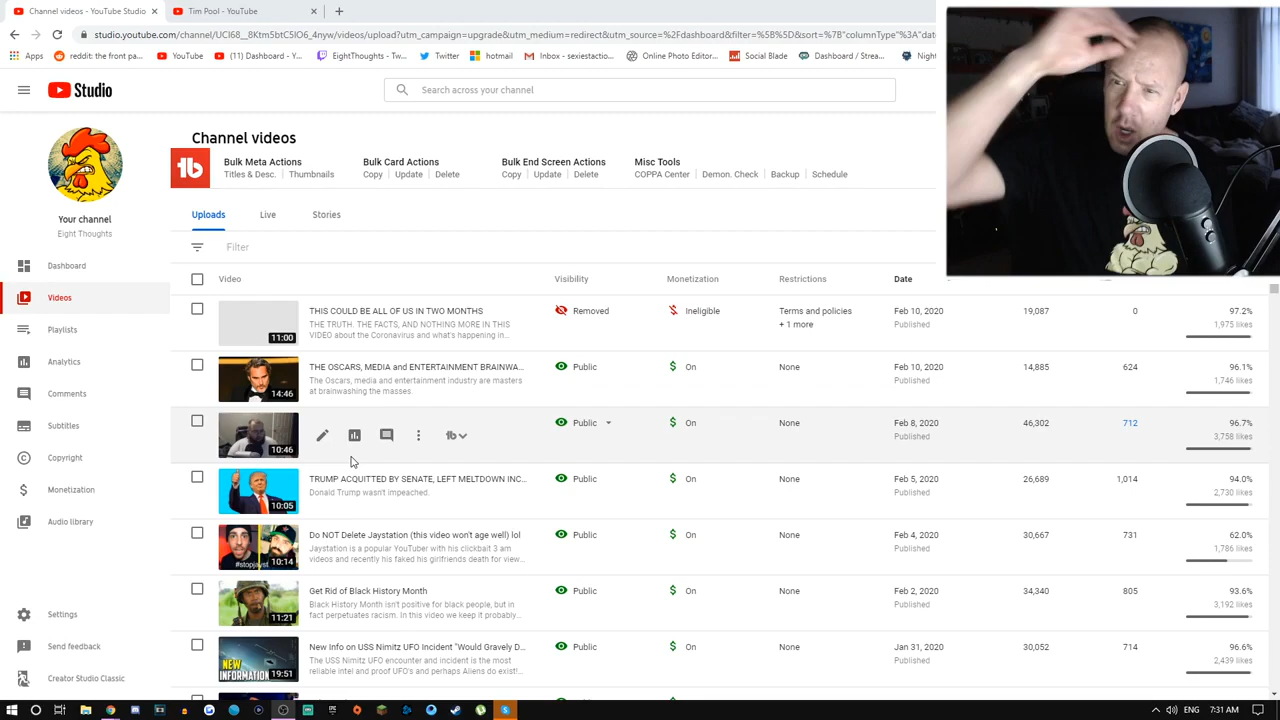 Channel videos - YouTube Studio
Tim Pool - YouTube
studio.youtube.com/channel/UCI68__8Ktm5btC5IO6_4nyw/videos/upload?utm_campaign=upgrade&utm_medium=redirect&utm_source=%2Fdashboard&filter=%5B%5D&sort=%7B"columnType"%3A"da
Apps
reddit: the front pa...
YouTube
(11) Dashboard - Y...
EightThoughts - Tw...
Twitter
hotmail
Inbox - sexiestactio...
Online Photo Editor...
Social Blade
Dashboard / Strea...
Nigh
Studio
Search across your channel
Channel videos
Bulk Meta Actions
Bulk Card Actions
Bulk End Screen Actions
Misc Tools
Titles & Desc. Thumbnails
Copy Update Delete
Copy Update Delete
COPPA Center Demon. Check Backup Schedule
Your channel
Eight Thoughts
Dashboard
Videos
Playlists
Analytics
Comments
Subtitles
Copyright
Monetization
Audio library
Settings
Send feedback
Creator Studio Classic
Uploads Live Stories
Filter
Video Visibility Monetization Restrictions Date
11:00
THIS COULD BE ALL OF US IN TWO MONTHS
THE TRUTH. THE FACTS, AND NOTHING MORE IN THIS
VIDEO about the Coronavirus and what's happening in...
Removed
Ineligible
Terms and policies
+ 1 more
Feb 10, 2020
Published
19,087
0
97.2%
1,975 likes
14:46
THE OSCARS, MEDIA and ENTERTAINMENT BRAINWA...
The Oscars, media and entertainment industry are masters
at brainwashing the masses.
Public
On
None
Feb 10, 2020
Published
14,885
624
96.1%
1,746 likes
10:46
Public
On
None
Feb 8, 2020
Published
46,302
712
96.7%
3,758 likes
10:05
TRUMP ACQUITTED BY SENATE, LEFT MELTDOWN INC...
Donald Trump wasn't impeached.
Public
On
None
Feb 5, 2020
Published
26,689
1,014
94.0%
2,730 likes
#stopjayst
10:14
Do NOT Delete Jaystation (this video won't age well) lol
Jaystation is a popular YouTuber with his clickbait 3 am
videos and recently his faked his girlfriends death for view...
Public
On
None
Feb 4, 2020
Published
30,667
731
62.0%
1,786 likes
11:21
Get Rid of Black History Month
Black History Month isn't positive for black people, but in
fact perpetuates racism. In this video we keep it probably...
Public
On
None
Feb 2, 2020
Published
34,340
805
93.6%
3,192 likes
NEW
INFORMATION
19:51
New Info on USS Nimitz UFO Incident "Would Gravely D...
The USS Nimitz UFO encounter and incident is the most
reliable intel and proof UFO's and perhaps Aliens do exist!...
Public
On
None
Jan 31, 2020
Published
30,052
714
96.6%
2,439 likes
ENG 7:31 AM